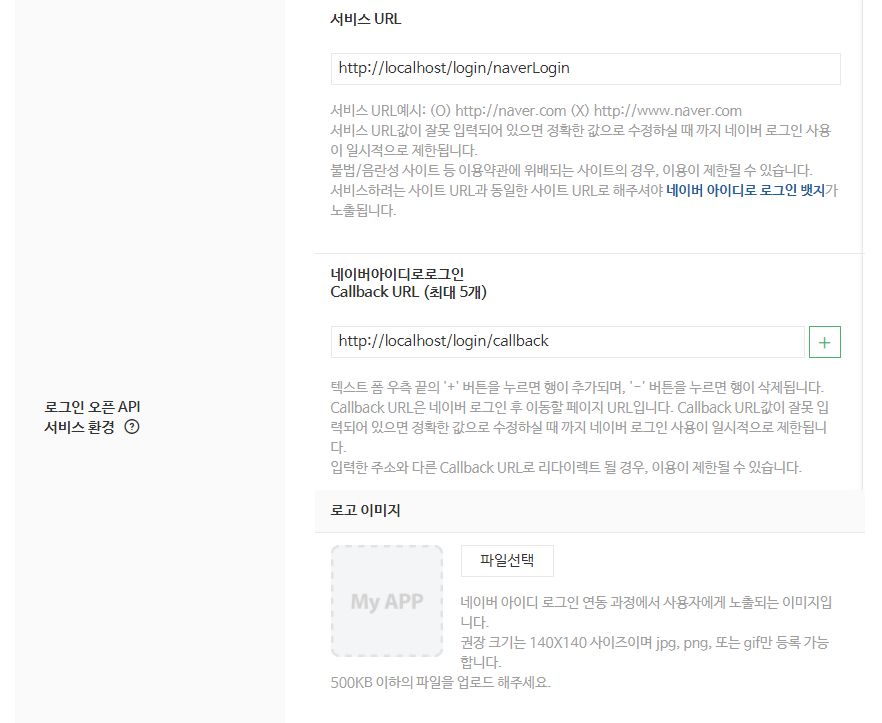 서비스 URL
http://localhost/login/naverLogin
서비스 URL예시: (O) http://naver.com (X) http://www.naver.com
서비스 URL값이 잘못 입력되어 있으면 정확한 값으로 수정하실 때 까지 네이버 로그인 사용
이 일시적으로 제한됩니다.
불법/음란성 사이트 등 이용약관에 위배되는 사이트의 경우, 이용이 제한될 수 있습니다.
서비스하려는 사이트 URL과 동일한 사이트 URL로 해주셔야 네이버 아이디로 로그인 뱃지가
노출됩니다.
네이버아이디로로그인
Callback URL (최대 5개)
http://localhost/login/callback
+
텍스트 폼 우측 끝의 '+' 버튼을 누르면 행이 추가되며, '-' 버튼을 누르면 행이 삭제됩니다.
Callback URL은 네이버 로그인 후 이동할 페이지 URL입니다. Callback URL값이 잘못 입
력되어 있으면 정확한 값으로 수정하실 때 까지 네이버 로그인 사용이 일시적으로 제한됩니
다.
입력한 주소와 다른 Callback URL로 리다이렉트 될 경우, 이용이 제한될 수 있습니다.
로그인 오픈 API
서비스 환경 ?
로고 이미지
My APP
파일선택
네이버 아이디 로그인 연동 과정에서 사용자에게 노출되는 이미지입
니다.
권장 크기는 140X140 사이즈이며 jpg, png, 또는 gif만 등록 가능
합니다.
500KB 이하의 파일을 업로드 해주세요.